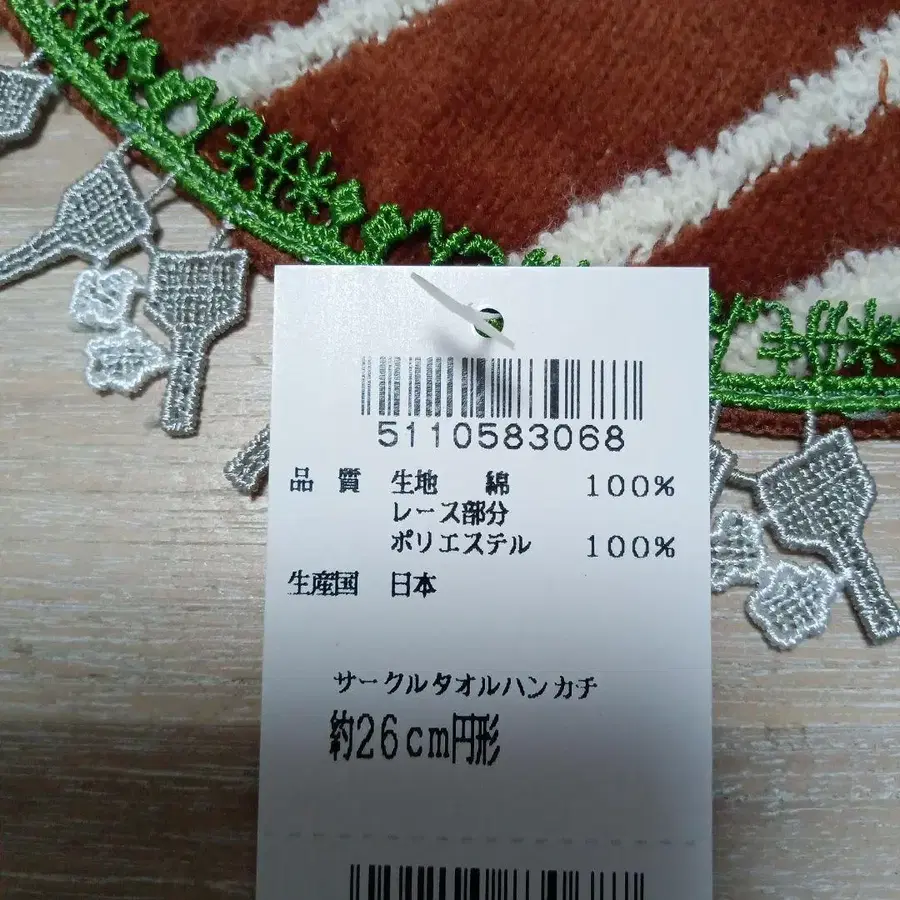 5110583068
品 質 生地 綿 100%
レース部分
ポリエステル 100%
生産国 日本
サークルタオルハンカチ
約26cm円形